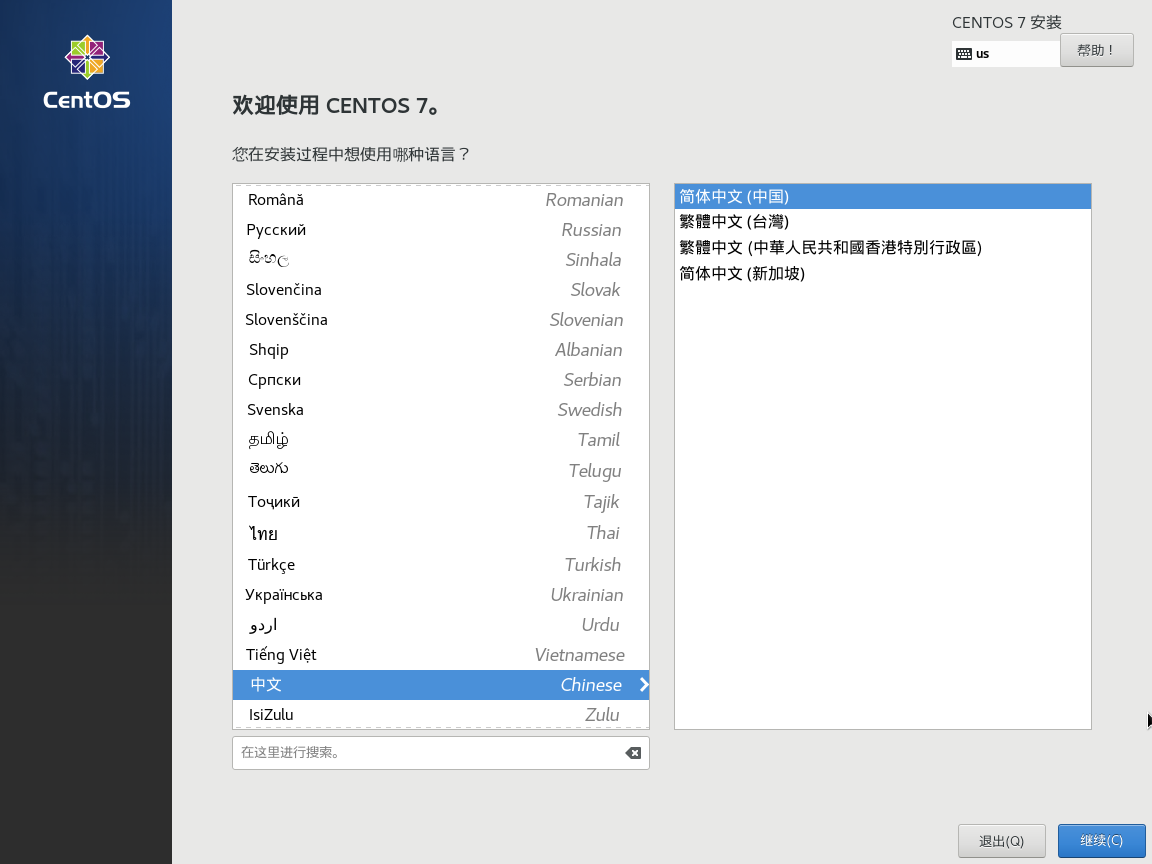 CentOS
CENTOS 7 安装
us
帮助！
欢迎使用 CENTOS 7。
您在安装过程中想使用哪种语言？
Română Romanian
Русский Russian
සිංහල Sinhala
Slovenčina Slovak
Slovenščina Slovenian
Shqip Albanian
Српски Serbian
Svenska Swedish
தமிழ் Tamil
తెలుగు Telugu
Тоҷикӣ Tajik
ไทย Thai
Türkçe Turkish
Українська Ukrainian
اردو Urdu
Tiếng Việt Vietnamese
中文 Chinese
IsiZulu Zulu
在这里进行搜索。
简体中文 (中国)
繁體中文 (台灣)
繁體中文 (中華人民共和國香港特別行政區)
简体中文 (新加坡)
退出(Q)
继续(C)